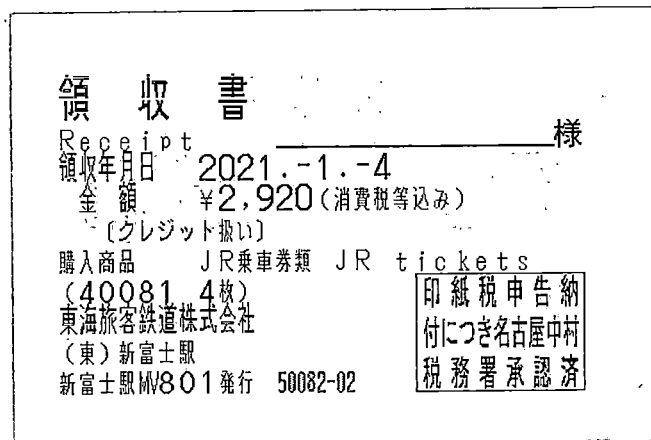 領収書
Receipt 様
領収年月日 2021.-1.-4
金額 ¥2,920(消費税等込み)
〔クレジット扱い〕
購入商品 JR乗車券類 JR tickets
(40081 4枚)
東海旅客鉄道株式会社
(東)新富士駅
新富士駅MV801発行 50082-02
印紙税申告納
付につき名古屋中村
税務署承認済